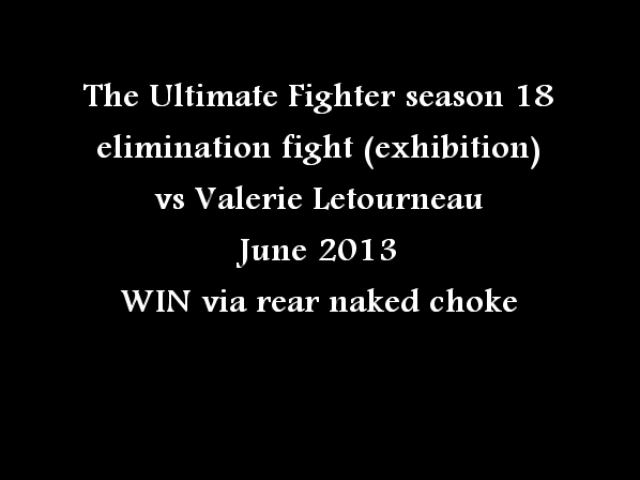 The Ultimate Fighter season 18
elimination fight (exhibition)
vs Valerie Letourneau
June 2013
WIN via rear naked choke